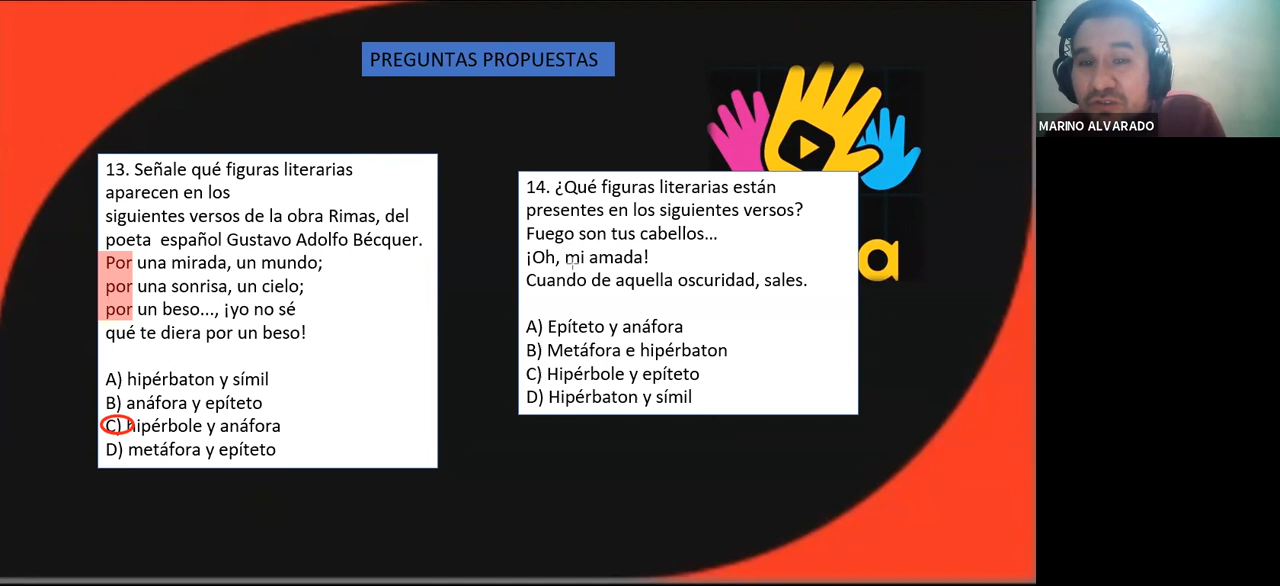 PREGUNTAS PROPUESTAS
MARINO ALVARADO
13. Señale qué figuras literarias
aparecen en los
siguientes versos de la obra Rimas, del
poeta  español Gustavo Adolfo Bécquer.
Por una mirada, un mundo;
por una sonrisa, un cielo;
por un beso..., ¡yo no sé
qué te diera por un beso!
A) hipérbaton y símil
B) anáfora y epíteto
C) hipérbole y anáfora
D) metáfora y epíteto
14. ¿Qué figuras literarias están
presentes en los siguientes versos?
Fuego son tus cabellos...
¡Oh, mi amada!
Cuando de aquella oscuridad, sales.
A) Epíteto y anáfora
B) Metáfora e hipérbaton
C) Hipérbole y epíteto
D) Hipérbaton y símil
a